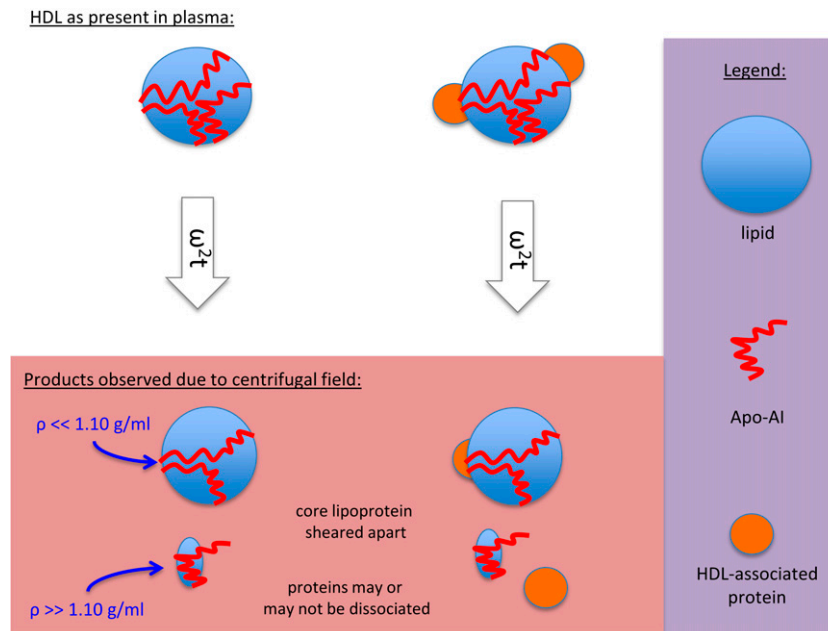 HDL as present in plasma:
ω²t
ω²t
Products observed due to centrifugal field:
ρ << 1.10 g/ml
core lipoprotein
sheared apart
ρ >> 1.10 g/ml
proteins may or
may not be dissociated
Legend:
lipid
Apo-AI
HDL-associated
protein